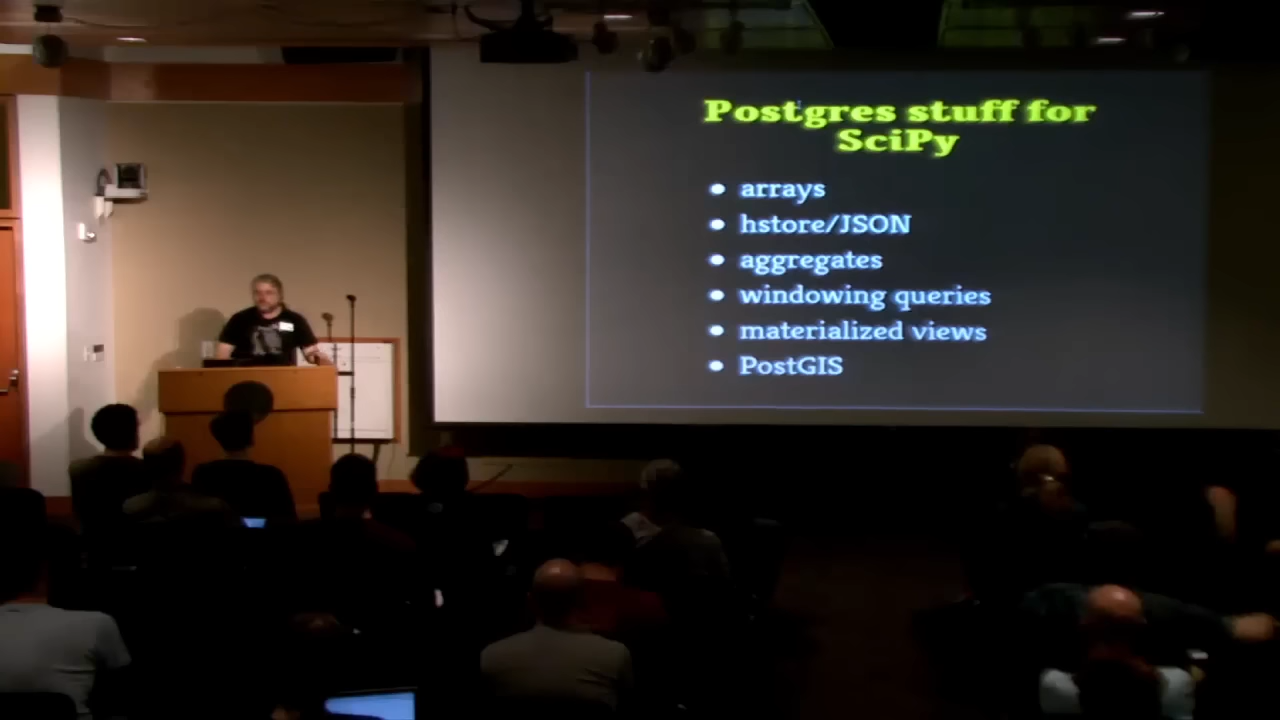 Postgres stuff for
SciPy
• arrays
• hstore/JSON
• aggregates
• windowing queries
• materialized views
• PostGIS